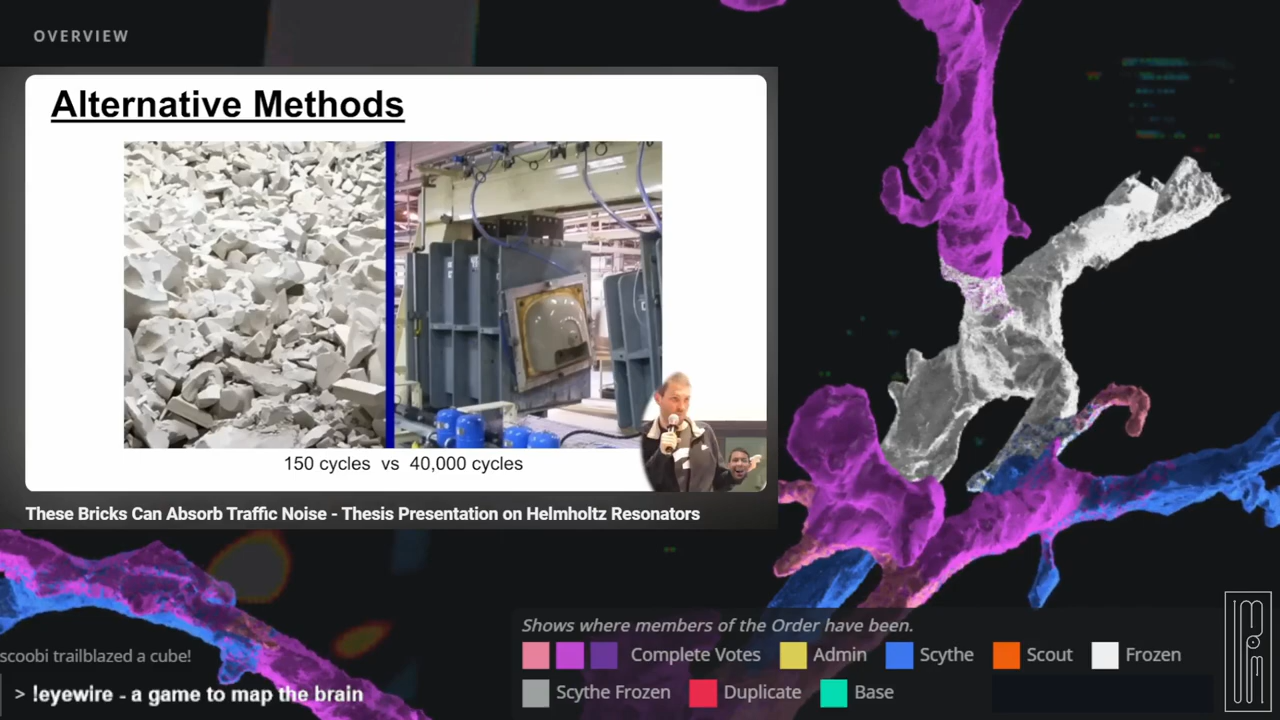 OVERVIEW
Alternative Methods
150 cycles vs 40,000 cycles
These Bricks Can Absorb Traffic Noise - Thesis Presentation on Helmholtz Resonators
scoobi trailblazed a cube!
> !eyewire - a game to map the brain
Shows where members of the Order have been.
Complete Votes Admin Scythe Scout Frozen
Scythe Frozen Duplicate Base